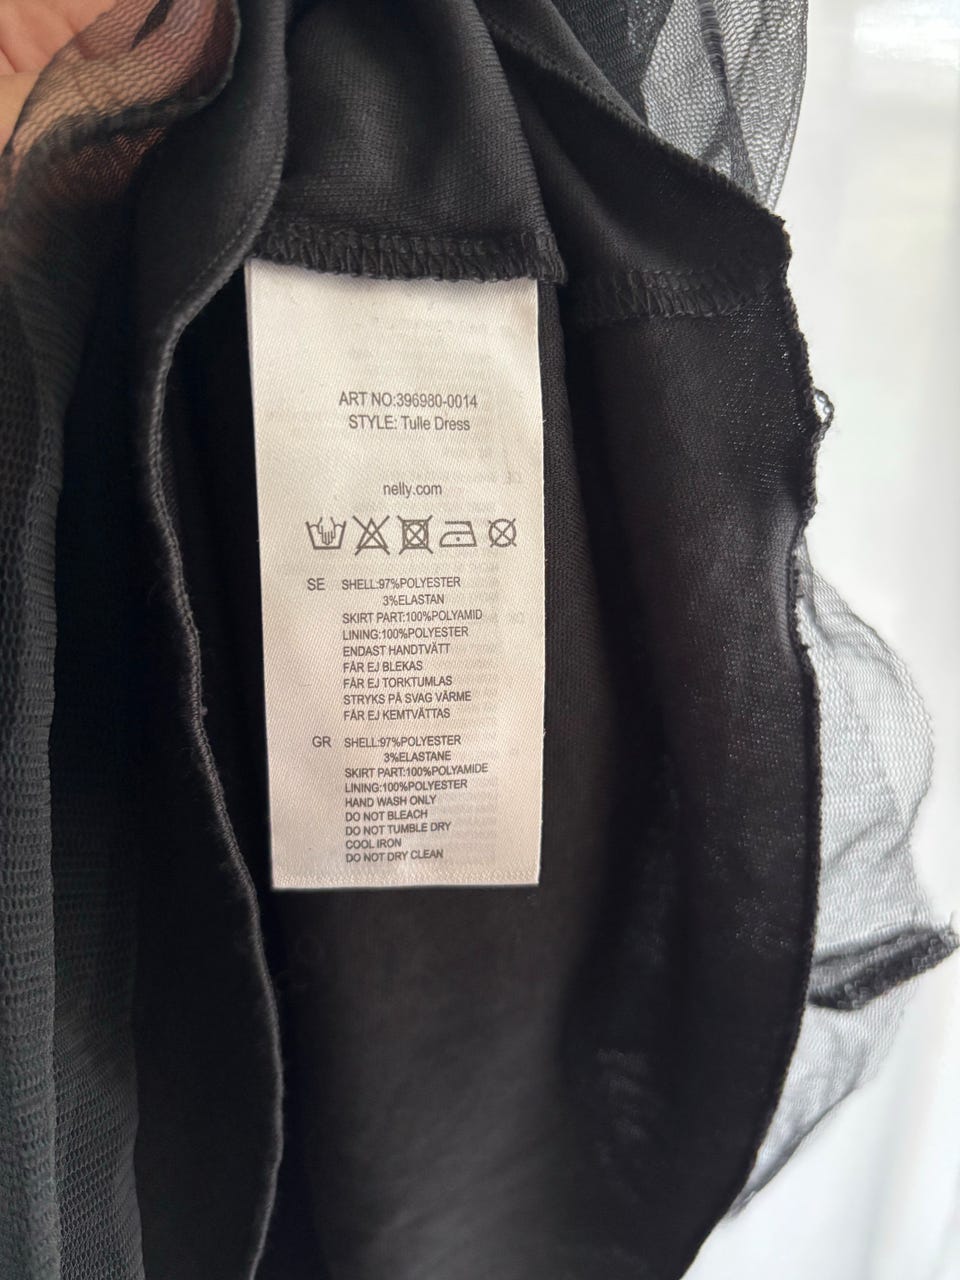 ART NO:396980-0014
STYLE: Tulle Dress
nelly.com
SE SHELL:97%POLYESTER
3%ELASTAN
SKIRT PART:100%POLYAMID
LINING:100%POLYESTER
ENDAST HANDTVÄTT
FÄR EJ BLEKAS
FÄR EJ TORKTUMLAS
STRYKS PÅ SVAG VÄRME
FÄR EJ KEMTVÄTTAS
GR SHELL:97%POLYESTER
3%ELASTANE
SKIRT PART:100%POLYAMIDE
LINING:100%POLYESTER
HAND WASH ONLY
DO NOT BLEACH
DO NOT TUMBLE DRY
COOL IRON
DO NOT DRY CLEAN